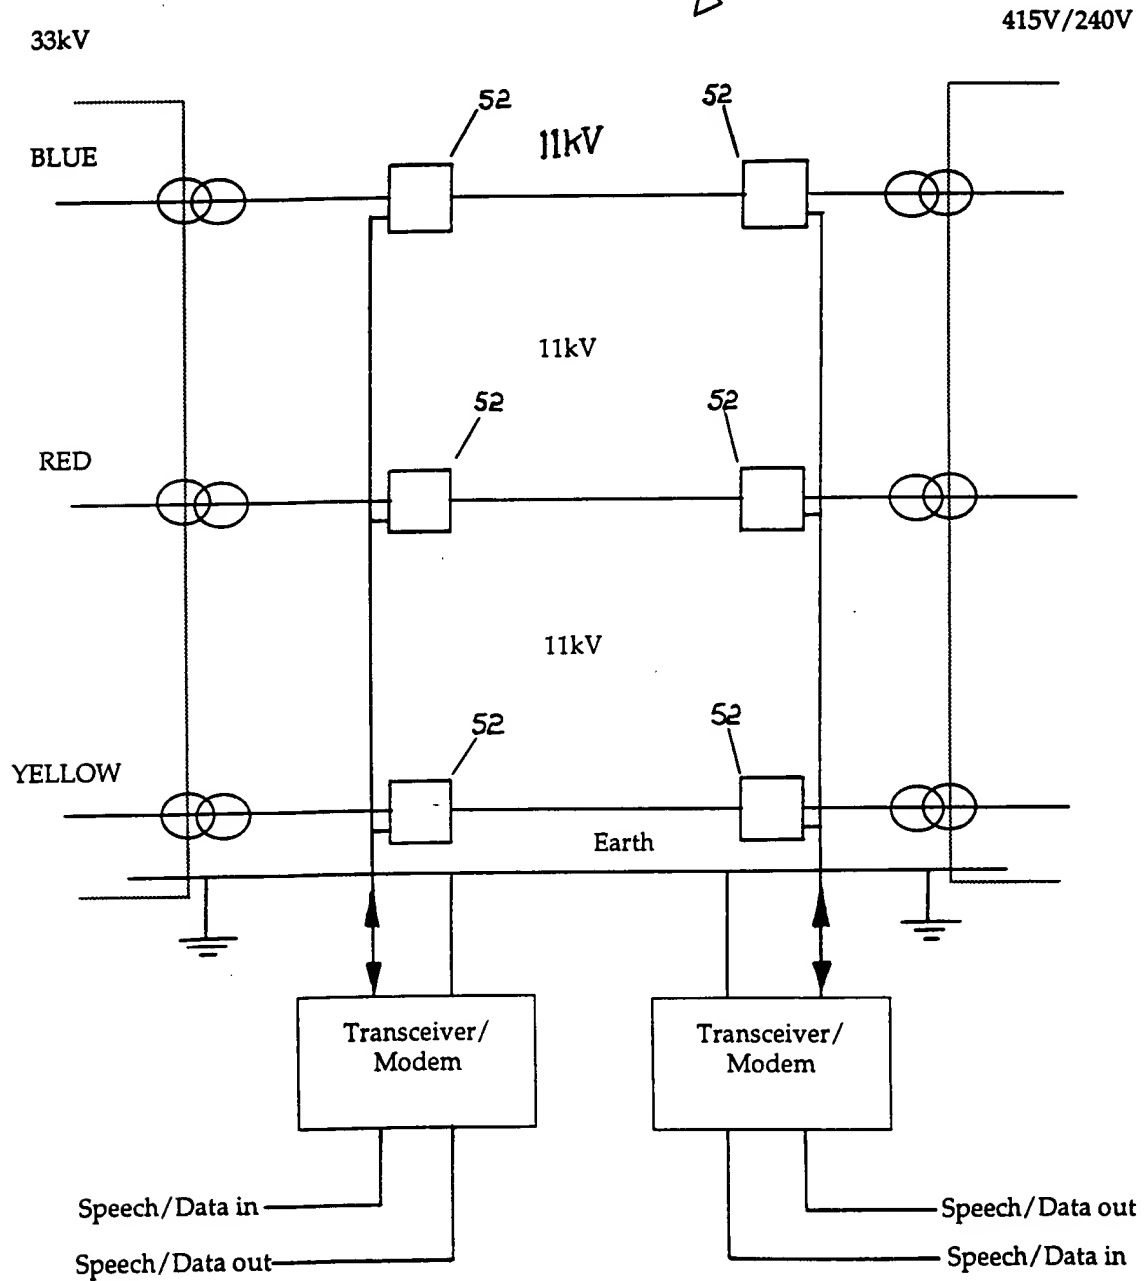 33kV
415V/240V
BLUE
52
11kV
52
11kV
RED
52
52
11kV
YELLOW
52
52
Earth
Transceiver/
Modem
Transceiver/
Modem
Speech/Data in
Speech/Data out
Speech/Data out
Speech/Data in